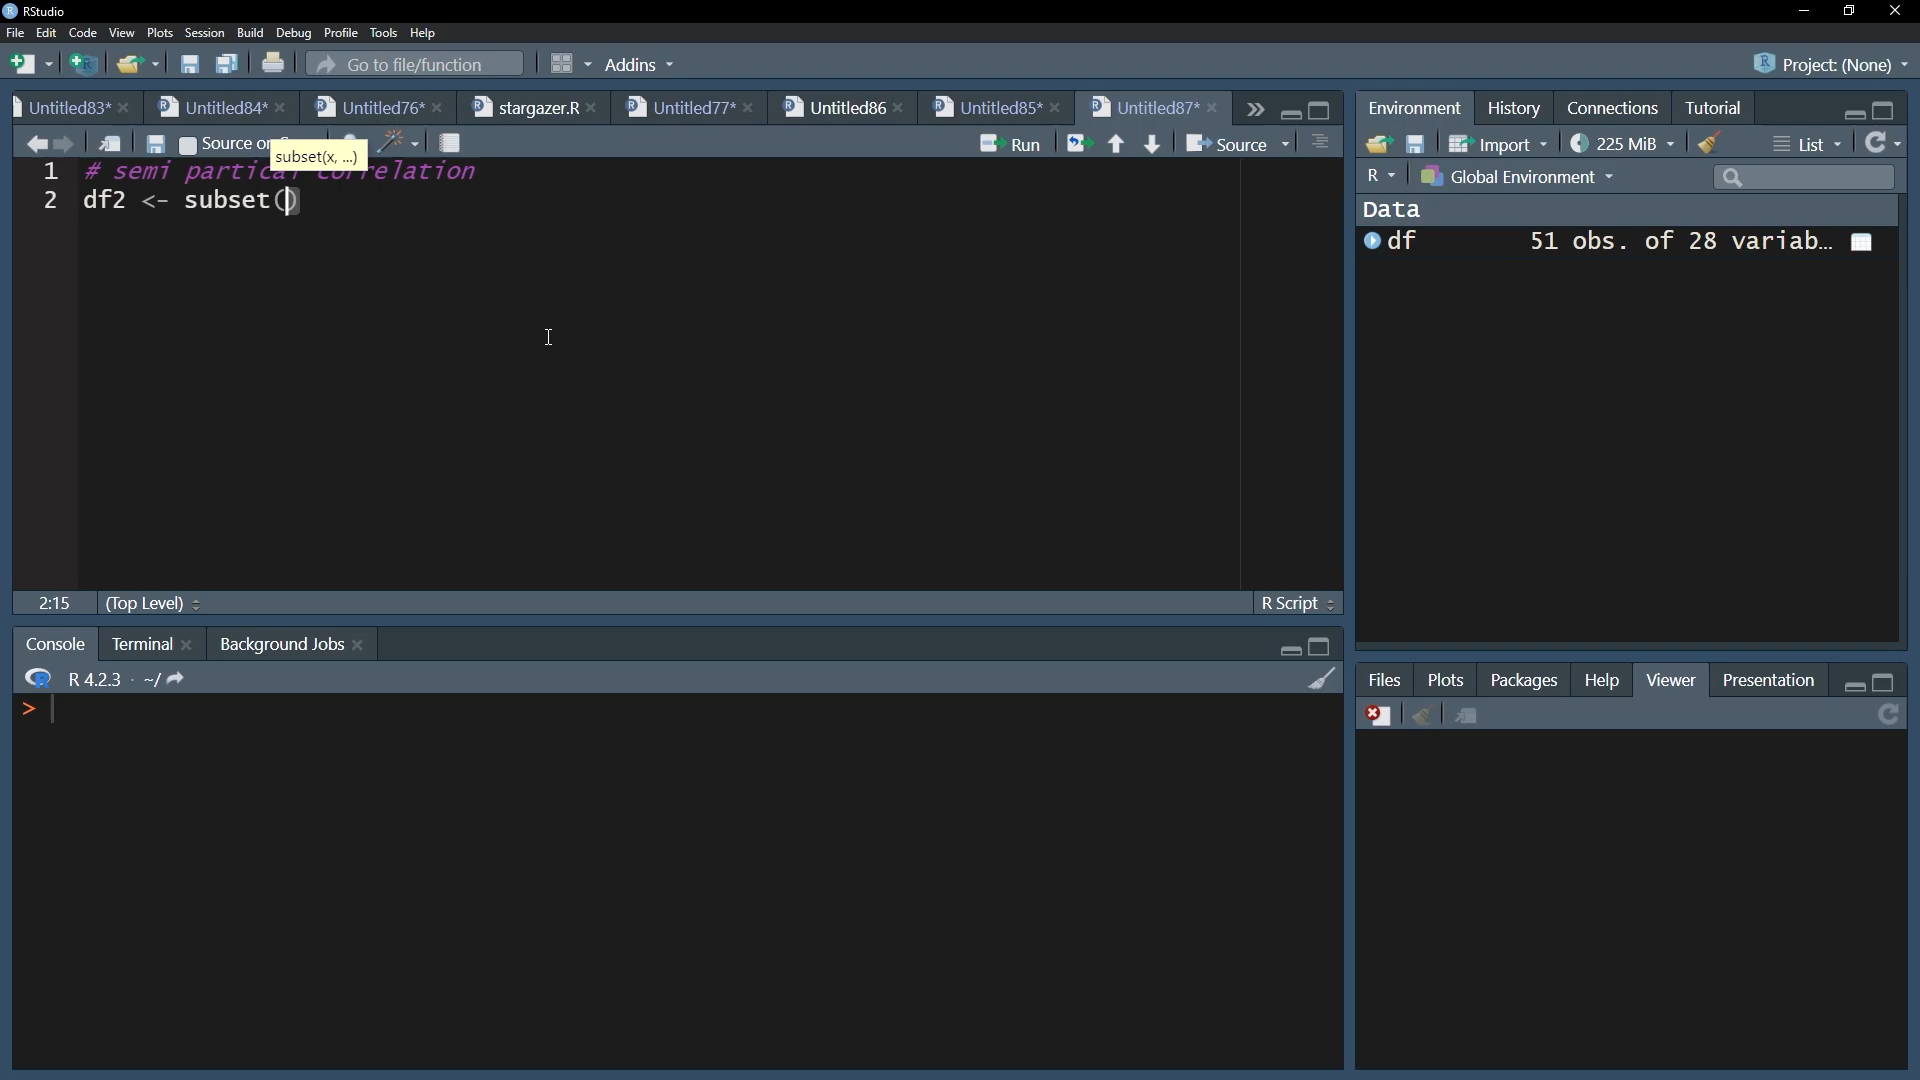 RStudio
File Edit Code View Plots Session Build Debug Profile Tools Help
Go to file/function Addins Project: (None)
Untitled83* Untitled84* Untitled76* stargazer.R Untitled77* Untitled86 Untitled85* Untitled87*
Source on Run Source
subset(x, ...)
1 # semi partical correlation
2 df2 <- subset()
2:15 (Top Level) R Script
Console Terminal Background Jobs
R 4.2.3 · ~/
>
Environment History Connections Tutorial
Import 225 MiB List
R Global Environment
Data
df 51 obs. of 28 variab…
Files Plots Packages Help Viewer Presentation